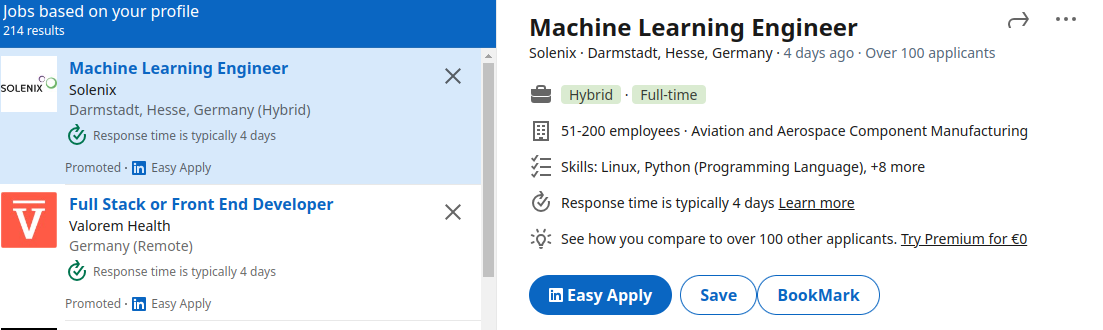 Jobs based on your profile
214 results
SOLENIX
Machine Learning Engineer
Solenix
Darmstadt, Hesse, Germany (Hybrid)
Response time is typically 4 days
Promoted · in Easy Apply
V
Full Stack or Front End Developer
Valorem Health
Germany (Remote)
Response time is typically 4 days
Promoted · in Easy Apply
Machine Learning Engineer
Solenix · Darmstadt, Hesse, Germany · 4 days ago · Over 100 applicants
Hybrid · Full-time
51-200 employees · Aviation and Aerospace Component Manufacturing
Skills: Linux, Python (Programming Language), +8 more
Response time is typically 4 days Learn more
See how you compare to over 100 other applicants. Try Premium for €0
in Easy Apply Save BookMark